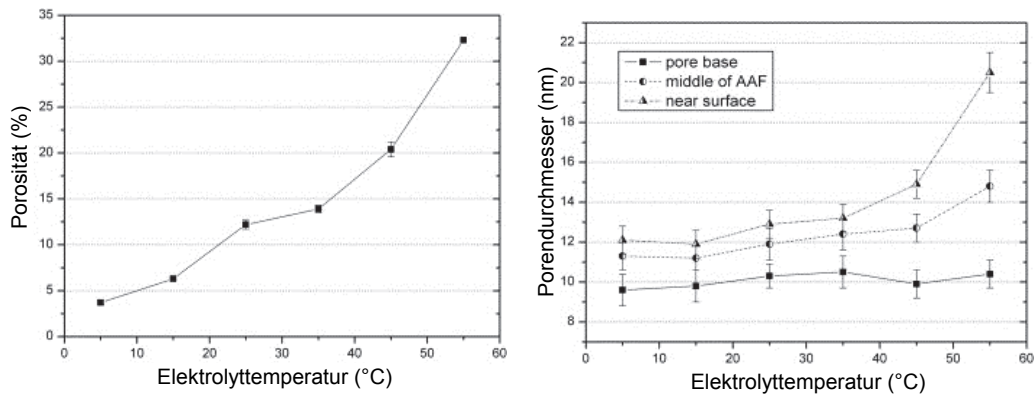 35
30
25
20
15
10
5
0
Porosität (%)
0 10 20 30 40 50 60
Elektrolyttemperatur (°C)
22
20
18
16
14
12
10
8
Porendurchmesser (nm)
pore base
middle of AAF
near surface
0 10 20 30 40 50 60
Elektrolyttemperatur (°C)